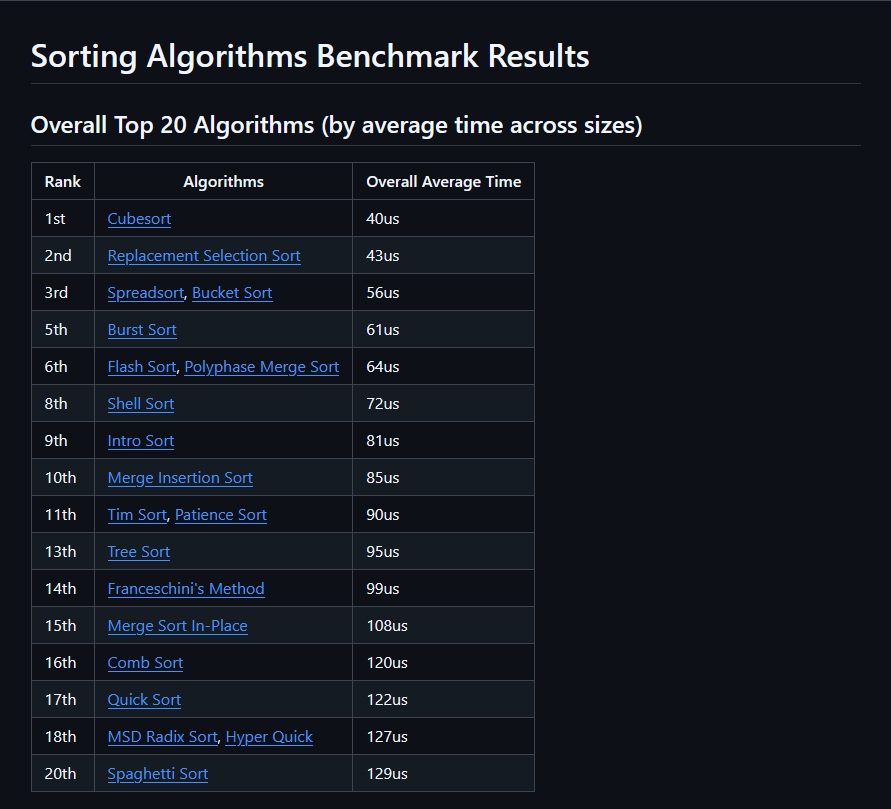 Sorting Algorithms Benchmark Results
Overall Top 20 Algorithms (by average time across sizes)
Rank Algorithms Overall Average Time
1st Cubesort 40us
2nd Replacement Selection Sort 43us
3rd Spreadsort, Bucket Sort 56us
5th Burst Sort 61us
6th Flash Sort, Polyphase Merge Sort 64us
8th Shell Sort 72us
9th Intro Sort 81us
10th Merge Insertion Sort 85us
11th Tim Sort, Patience Sort 90us
13th Tree Sort 95us
14th Franceschini's Method 99us
15th Merge Sort In-Place 108us
16th Comb Sort 120us
17th Quick Sort 122us
18th MSD Radix Sort, Hyper Quick 127us
20th Spaghetti Sort 129us